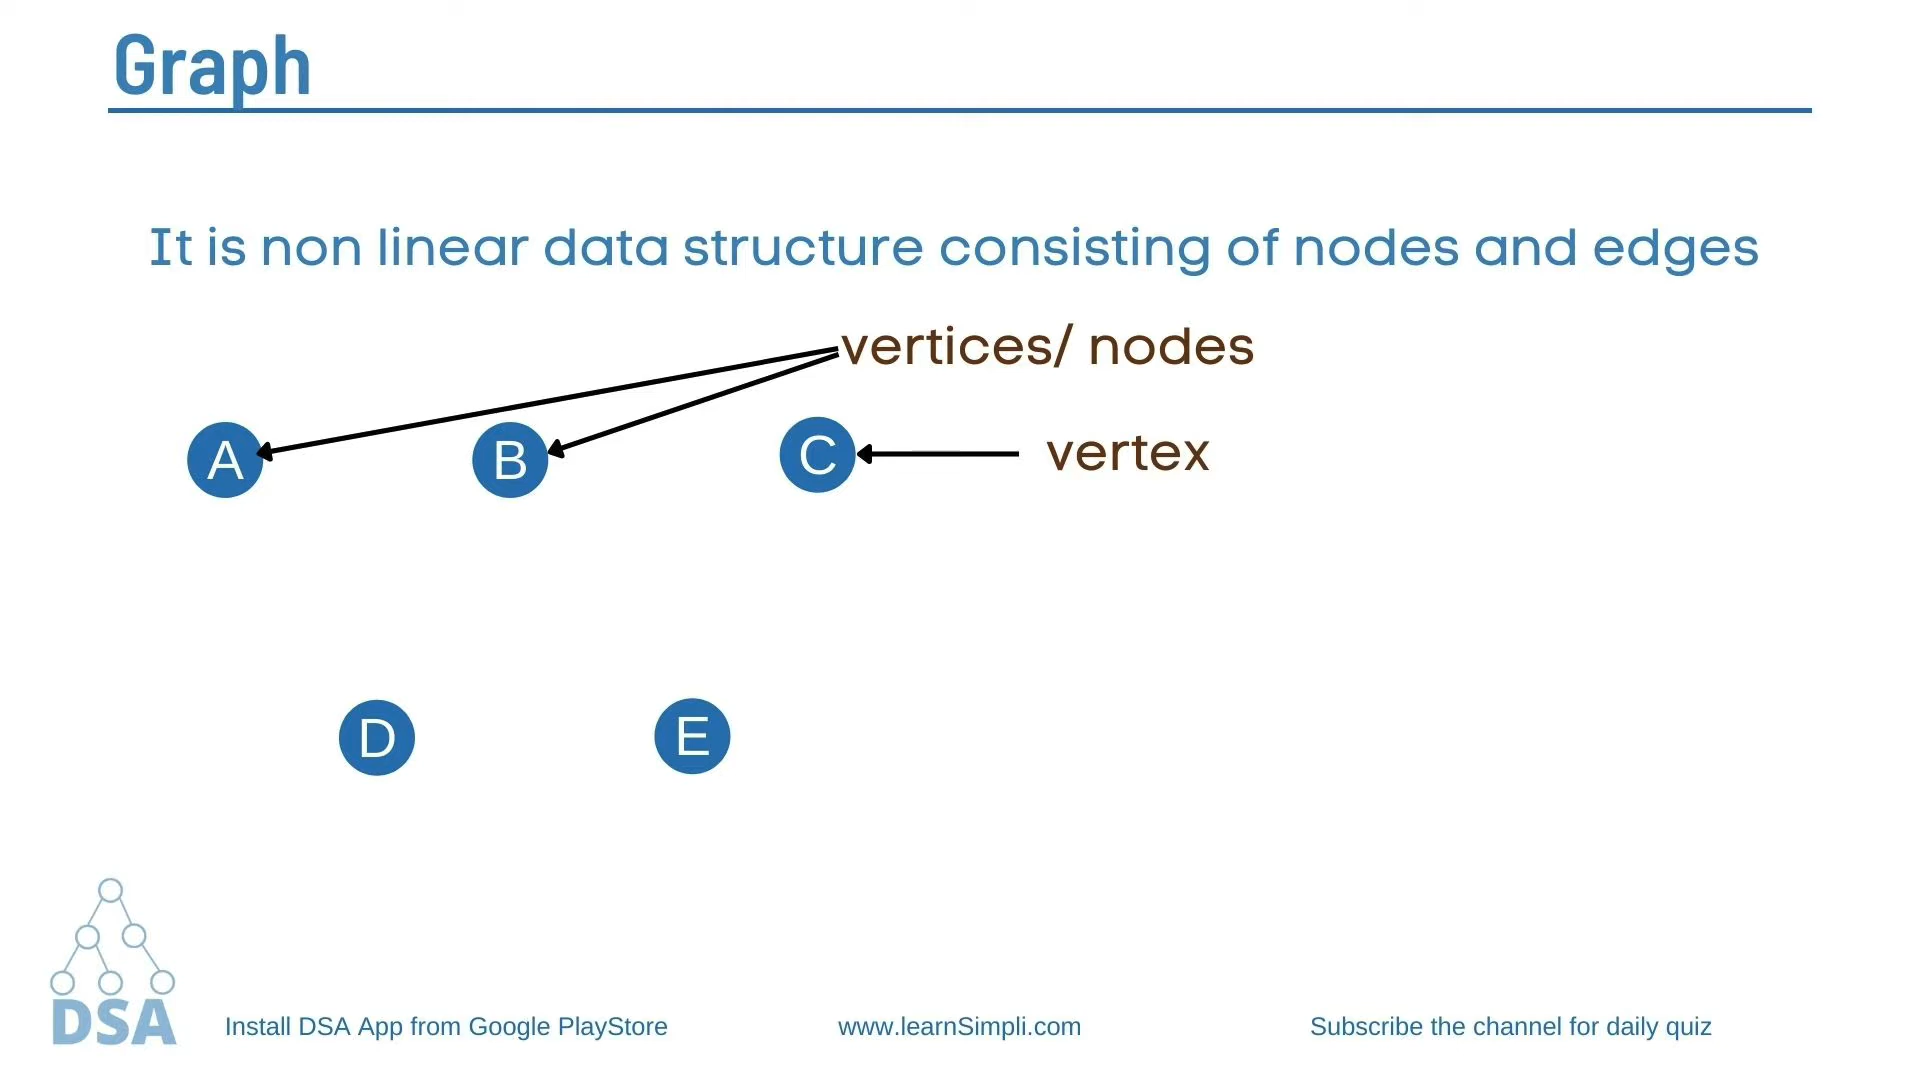 Graph
It is non linear data structure consisting of nodes and edges
vertices/ nodes
A
B
C
vertex
D
E
DSA
Install DSA App from Google PlayStore
www.learnSimpli.com
Subscribe the channel for daily quiz